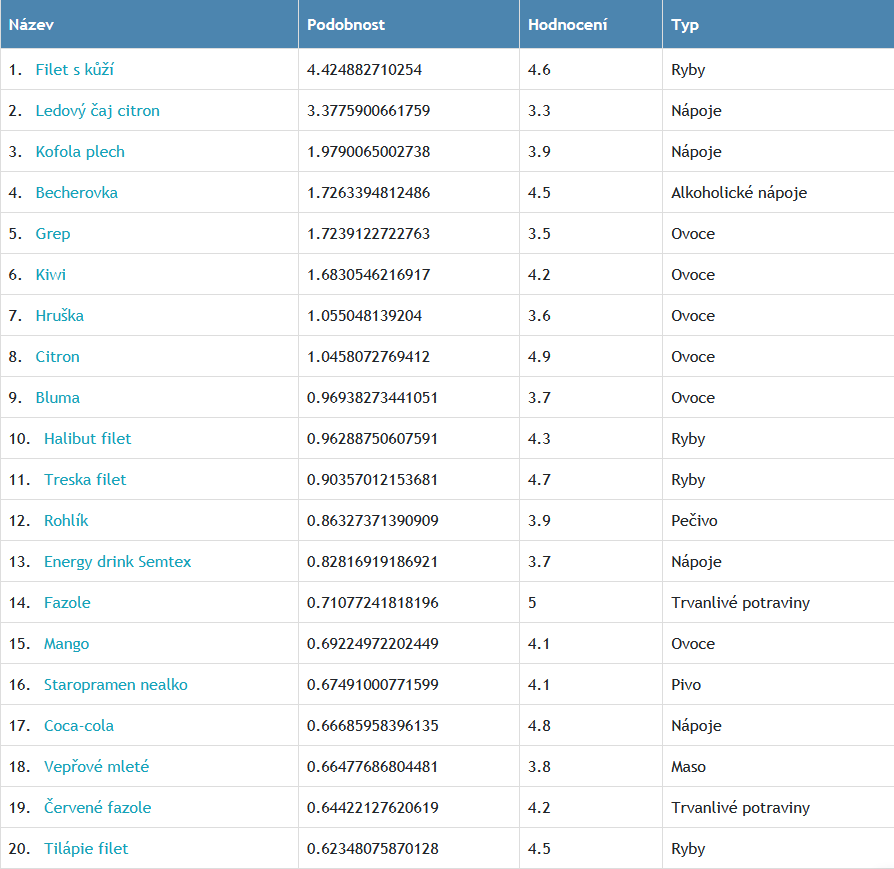 Název Podobnost Hodnocení Typ
1. Filet s kůží 4.424882710254 4.6 Ryby
2. Ledový čaj citron 3.3775900661759 3.3 Nápoje
3. Kofola plech 1.9790065002738 3.9 Nápoje
4. Becherovka 1.7263394812486 4.5 Alkoholické nápoje
5. Grep 1.7239122722763 3.5 Ovoce
6. Kiwi 1.6830546216917 4.2 Ovoce
7. Hruška 1.055048139204 3.6 Ovoce
8. Citron 1.0458072769412 4.9 Ovoce
9. Bluma 0.96938273441051 3.7 Ovoce
10. Halibut filet 0.96288750607591 4.3 Ryby
11. Treska filet 0.90357012153681 4.7 Ryby
12. Rohlík 0.86327371390909 3.9 Pečivo
13. Energy drink Semtex 0.82816919186921 3.7 Nápoje
14. Fazole 0.71077241818196 5 Trvanlivé potraviny
15. Mango 0.69224972202449 4.1 Ovoce
16. Staropramen nealko 0.67491000771599 4.1 Pivo
17. Coca-cola 0.66685958396135 4.8 Nápoje
18. Vepřové mleté 0.66477686804481 3.8 Maso
19. Červené fazole 0.64422127620619 4.2 Trvanlivé potraviny
20. Tilápie filet 0.62348075870128 4.5 Ryby